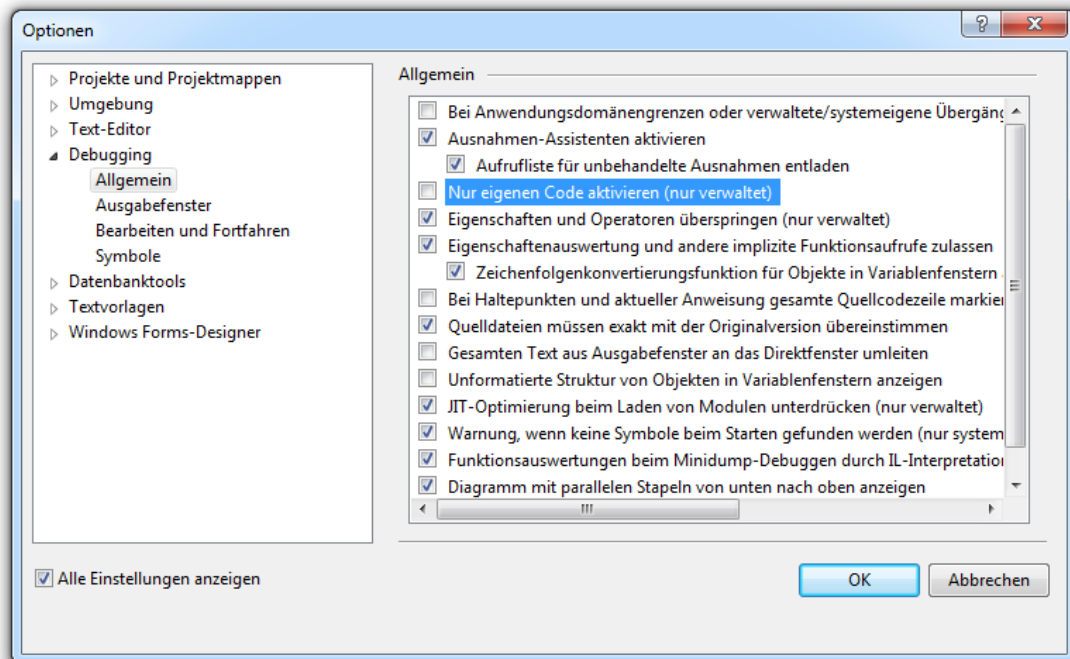 Optionen
Projekte und Projektmappen
Umgebung
Text-Editor
Debugging
Allgemein
Ausgabefenster
Bearbeiten und Fortfahren
Symbole
Datenbanktools
Textvorlagen
Windows Forms-Designer
Allgemein
Bei Anwendungsdomänengrenzen oder verwaltete/systemeigene Übergäng
Ausnahmen-Assistenten aktivieren
Aufrufliste für unbehandelte Ausnahmen entladen
Nur eigenen Code aktivieren (nur verwaltet)
Eigenschaften und Operatoren überspringen (nur verwaltet)
Eigenschaftenauswertung und andere implizite Funktionsaufrufe zulassen
Zeichenfolgenkonvertierungsfunktion für Objekte in Variablenfenstern
Bei Haltepunkten und aktueller Anweisung gesamte Quellcodezeile markier
Quelldateien müssen exakt mit der Originalversion übereinstimmen
Gesamten Text aus Ausgabefenster an das Direktfenster umleiten
Unformatierte Struktur von Objekten in Variablenfenstern anzeigen
JIT-Optimierung beim Laden von Modulen unterdrücken (nur verwaltet)
Warnung, wenn keine Symbole beim Starten gefunden werden (nur system
Funktionsauswertungen beim Minidump-Debuggen durch IL-Interpretation
Diagramm mit parallelen Stapeln von unten nach oben anzeigen
Alle Einstellungen anzeigen
OK
Abbrechen